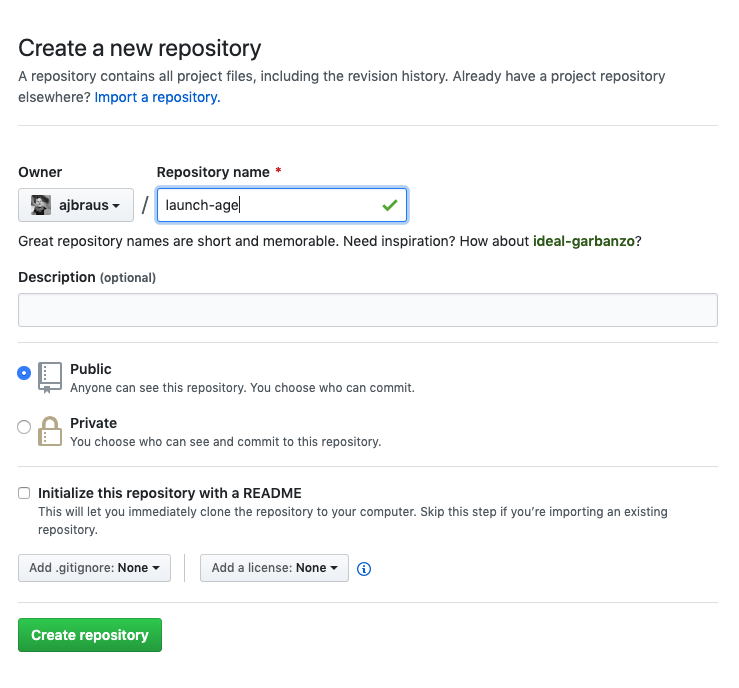 Create a new repository
A repository contains all project files, including the revision history. Already have a project repository
elsewhere? Import a repository.
Owner
Repository name *
ajbraus
/
launch-age
Great repository names are short and memorable. Need inspiration? How about ideal-garbanzo?
Description (optional)
Public
Anyone can see this repository. You choose who can commit.
Private
You choose who can see and commit to this repository.
Initialize this repository with a README
This will let you immediately clone the repository to your computer. Skip this step if you’re importing an existing
repository.
Add .gitignore: None
Add a license: None
Create repository